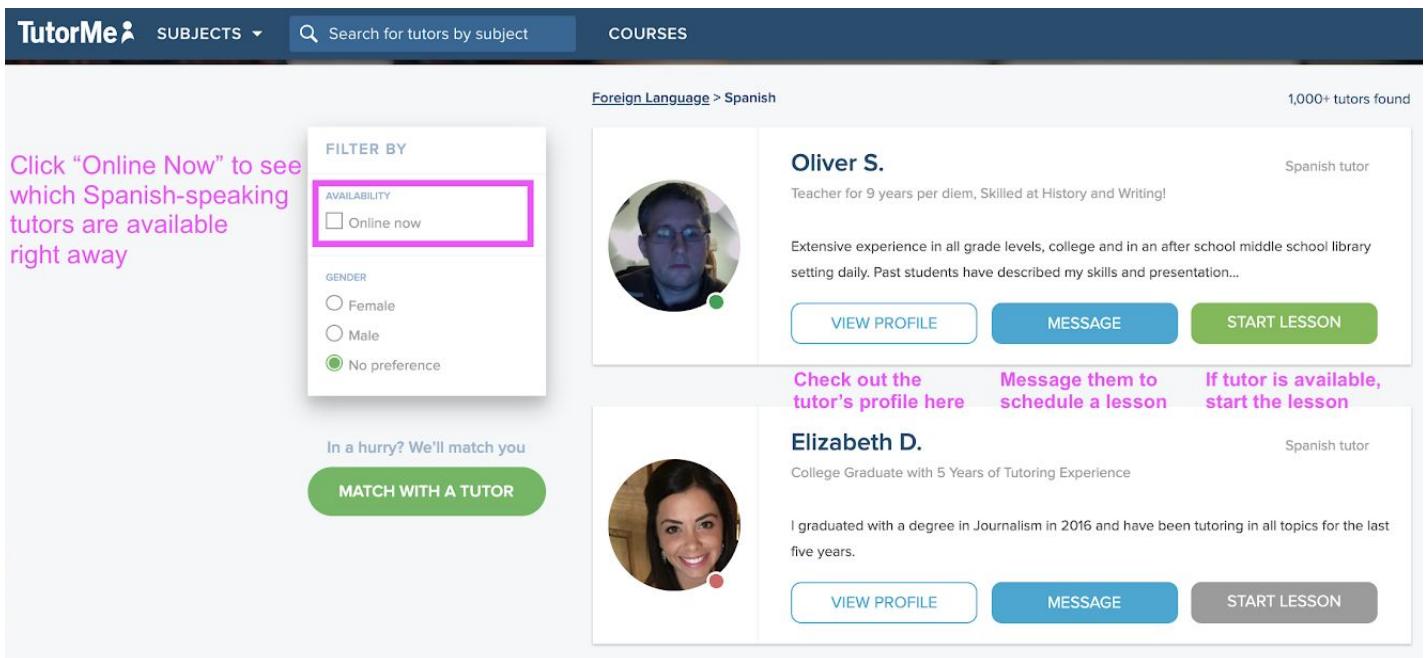 TutorMe SUBJECTS Search for tutors by subject COURSES
Foreign Language > Spanish 1,000+ tutors found
Click “Online Now” to see
which Spanish-speaking
tutors are available
right away
FILTER BY
AVAILABILITY
Online now
GENDER
Female
Male
No preference
In a hurry? We'll match you
MATCH WITH A TUTOR
Oliver S. Spanish tutor
Teacher for 9 years per diem, Skilled at History and Writing!
Extensive experience in all grade levels, college and in an after school middle school library
setting daily. Past students have described my skills and presentation...
VIEW PROFILE MESSAGE START LESSON
Check out the
tutor's profile here
Message them to
schedule a lesson
If tutor is available,
start the lesson
Elizabeth D. Spanish tutor
College Graduate with 5 Years of Tutoring Experience
I graduated with a degree in Journalism in 2016 and have been tutoring in all topics for the last
five years.
VIEW PROFILE MESSAGE START LESSON